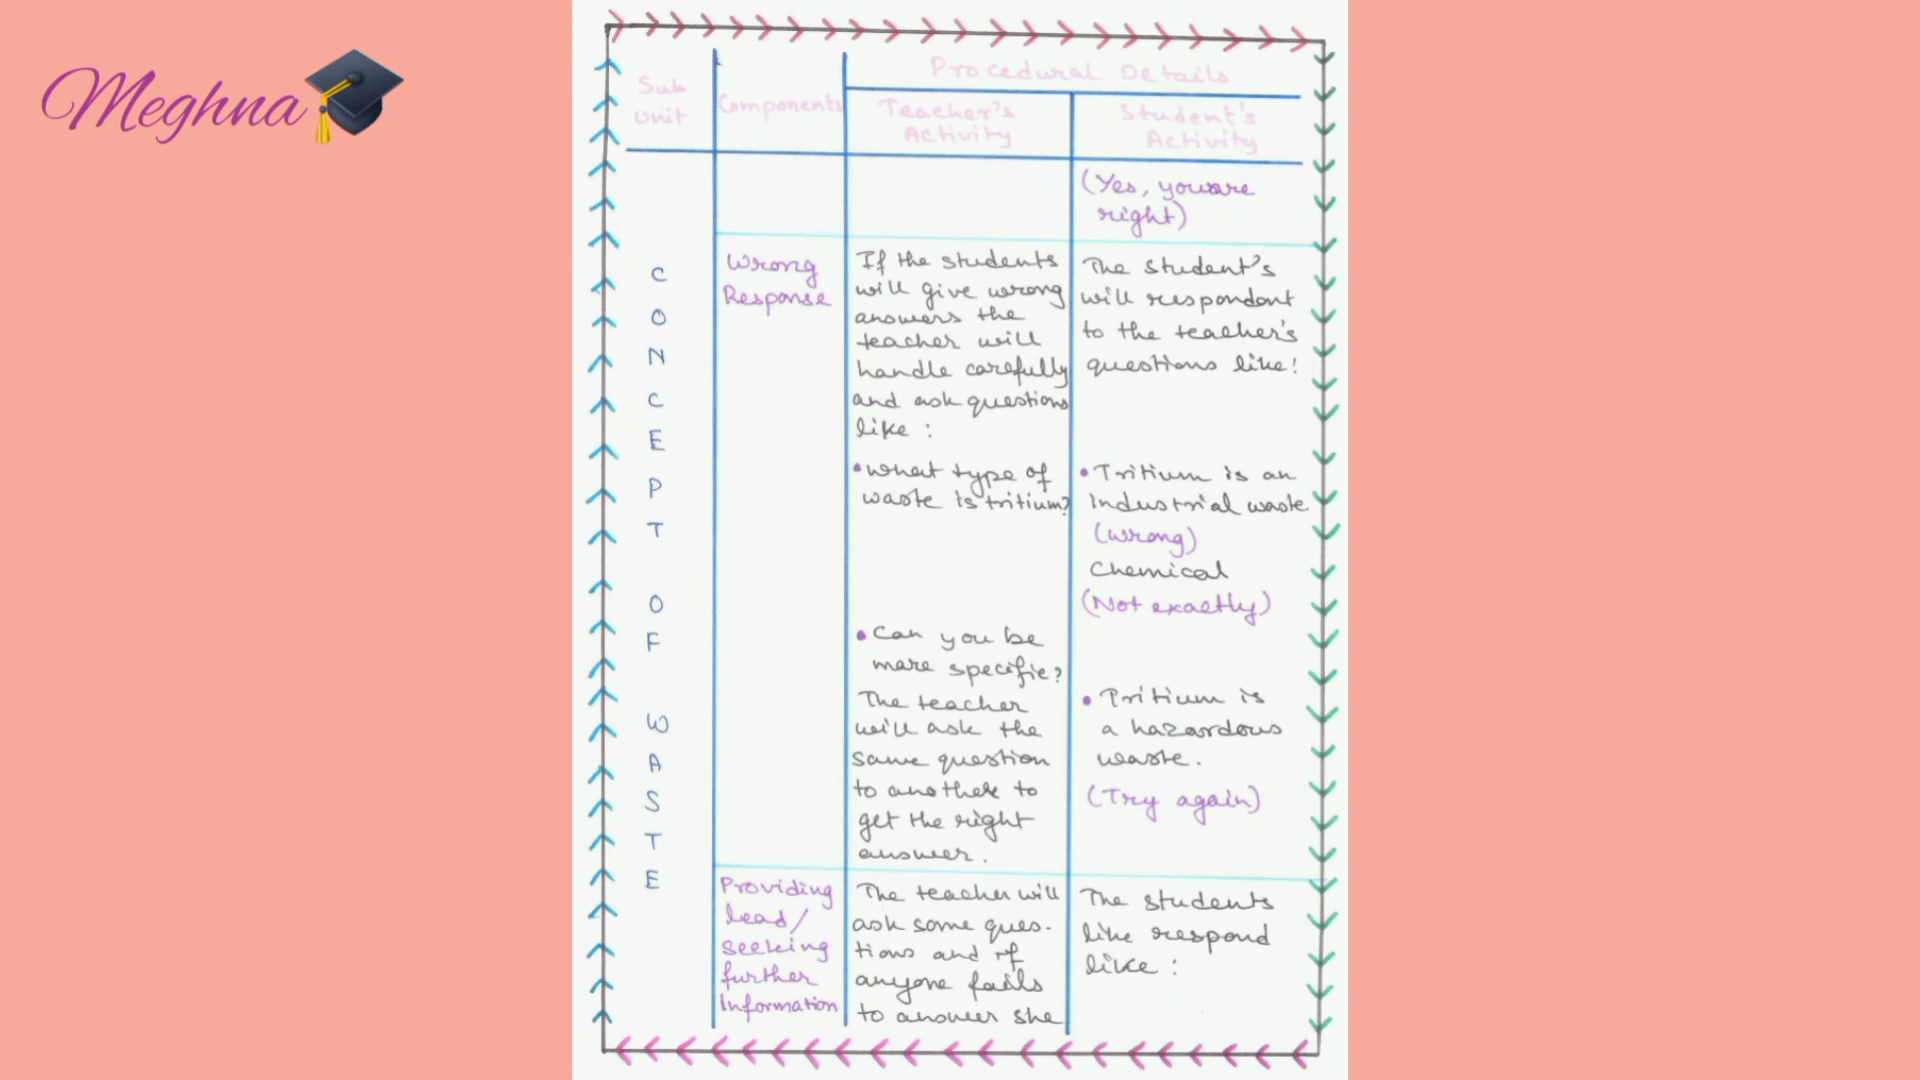 Meghna
Procedural Details
Sub
Unit
Components
Teacher's
Activity
Student's
Activity
(Yes, you are
right)
CONCEPT OF WASTE
Wrong
Response
If the students
will give wrong
answers the
teacher will
handle carefully
and ask questions
like :
• What type of
waste is tritium?
• Can you be
more specific?
The teacher
will ask the
same question
to another to
get the right
answer.
The student's
will respondont
to the teacher's
questions like!
• Tritium is an
industrial waste.
(Wrong)
Chemical
(Not exactly)
• Tritium is
a hazardous
waste.
(Try again)
Providing
lead/
seeking
further
Information
The teacher will
ask some ques-
tions and if
anyone fails
to answer she
The students
like respond
like :